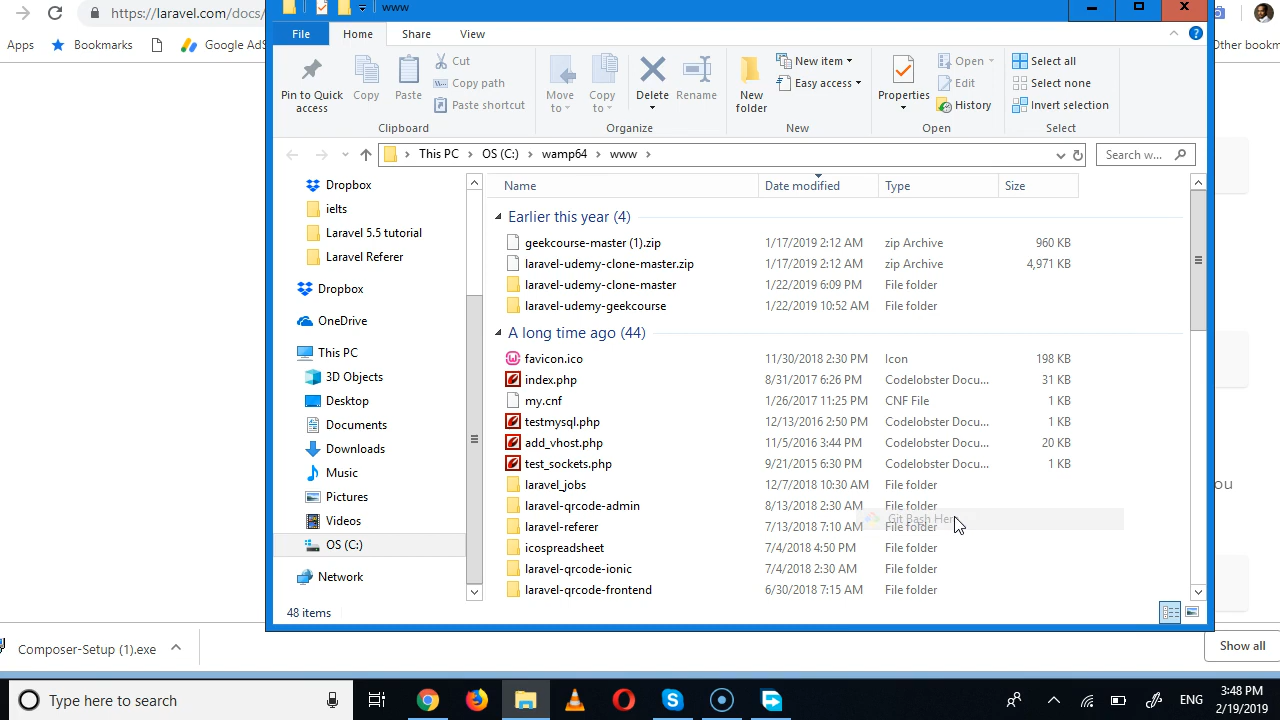 https://laravel.com/docs/
www
Apps
Bookmarks
Google AdS
Other bookm
File
Home
Share
View
Pin to Quick access
Copy
Paste
Cut
Copy path
Paste shortcut
Move to
Copy to
Delete
Rename
New folder
New item
Easy access
Properties
Open
Edit
History
Select all
Select none
Invert selection
Clipboard
Organize
New
Open
Select
This PC > OS (C:) > wamp64 > www >
Search w...
Dropbox
ielts
Laravel 5.5 tutorial
Laravel Referer
Dropbox
OneDrive
This PC
3D Objects
Desktop
Documents
Downloads
Music
Pictures
Videos
OS (C:)
Network
Name Date modified Type Size
Earlier this year (4)
geekcourse-master (1).zip 1/17/2019 2:12 AM zip Archive 960 KB
laravel-udemy-clone-master.zip 1/17/2019 2:12 AM zip Archive 4,971 KB
laravel-udemy-clone-master 1/22/2019 6:09 PM File folder
laravel-udemy-geekcourse 1/22/2019 10:52 AM File folder
A long time ago (44)
favicon.ico 11/30/2018 2:30 PM Icon 198 KB
index.php 8/31/2017 6:26 PM Codelobster Docu... 31 KB
my.cnf 1/26/2017 11:25 PM CNF File 1 KB
testmysql.php 12/13/2016 2:50 PM Codelobster Docu... 1 KB
add_vhost.php 11/5/2016 3:44 PM Codelobster Docu... 20 KB
test_sockets.php 9/21/2015 6:30 PM Codelobster Docu... 1 KB
laravel_jobs 12/7/2018 10:30 AM File folder
laravel-qrcode-admin 8/13/2018 2:30 AM File folder
Git Bash Here
laravel-referer 7/13/2018 7:10 AM File folder
icospreadsheet 7/4/2018 4:50 PM File folder
laravel-qrcode-ionic 7/4/2018 2:30 AM File folder
laravel-qrcode-frontend 6/30/2018 7:15 AM File folder
48 items
ou
Composer-Setup (1).exe
Show all
Type here to search
ENG
3:48 PM
2/19/2019